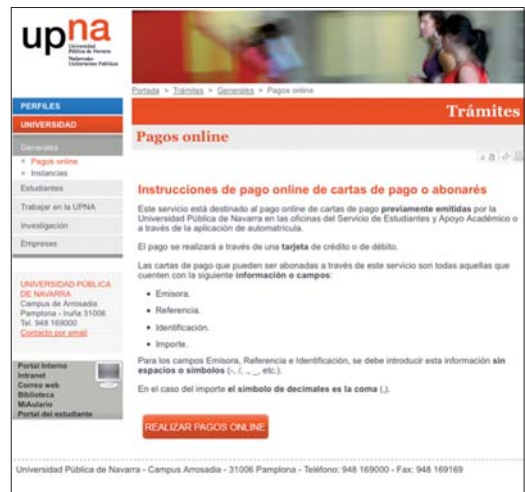 upna
Universidad
Pública de Navarra
Nafarroako
Unibertsitate Publikoa
Portada > Trámites > Generales > Pagos online
PERFILES
UNIVERSIDAD
Generales
Pagos online
Instancias
Estudiantes
Trabajar en la UPNA
Investigación
Empresas
UNIVERSIDAD PÚBLICA
DE NAVARRA
Campus de Arrosadia
Pamplona - Iruña 31006
Tel. 948 169000
Contacto por email
Portal Interno
Intranet
Correo web
Biblioteca
MiAulario
Portal del estudiante
Trámites
Pagos online
a a
Instrucciones de pago online de cartas de pago o abonarés
Este servicio está destinado al pago online de cartas de pago previamente emitidas por la
Universidad Pública de Navarra en las oficinas del Servicio de Estudiantes y Apoyo Académico o
a través de la aplicación de automatrícula.
El pago se realizará a través de una tarjeta de crédito o de débito.
Las cartas de pago que pueden ser abonadas a través de este servicio son todas aquellas que
cuenten con la siguiente información o campos:
• Emisora.
• Referencia.
• Identificación.
• Importe.
Para los campos Emisora, Referencia e Identificación, se debe introducir esta información sin
espacios o símbolos (-, /, ., _, etc.).
En el caso del importe el símbolo de decimales es la coma (,).
REALIZAR PAGOS ONLINE
Universidad Pública de Navarra - Campus Arrosadia - 31006 Pamplona - Teléfono: 948 169000 - Fax: 948 169169